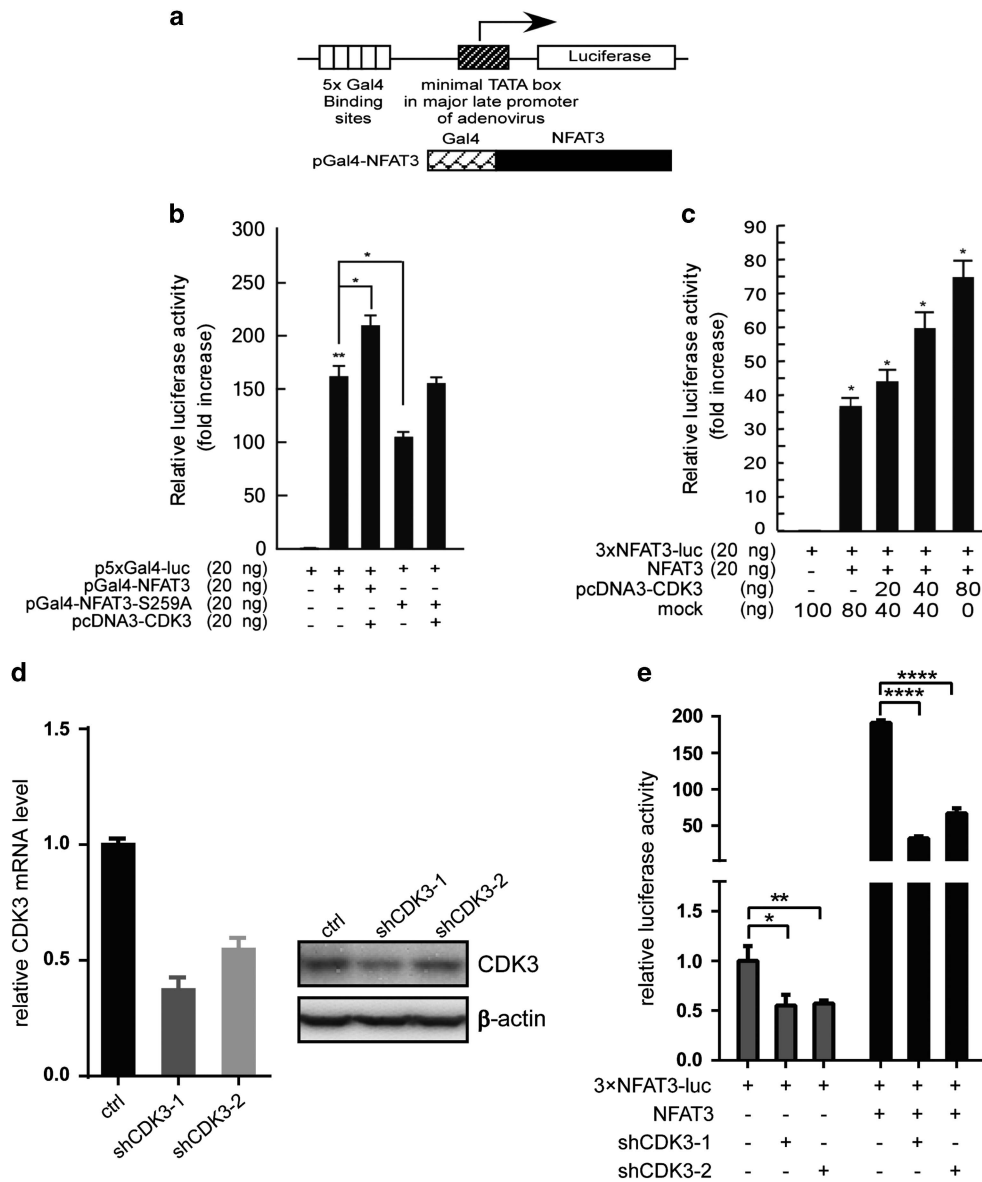 a
Luciferase
5x Gal4
Binding
sites
minimal TATA box
in major late promoter
of adenovirus
Gal4 NFAT3
pGal4-NFAT3
b
Relative luciferase activity
(fold increase)
300
250
200
150
100
50
0
*
*
**
p5xGal4-luc (20 ng) + + + + +
pGal4-NFAT3 (20 ng) - + + - -
pGal4-NFAT3-S259A (20 ng) - - - + +
pcDNA3-CDK3 (20 ng) - - + - +
c
Relative luciferase activity
(fold increase)
90
80
70
60
50
40
30
20
10
0
*
*
*
*
3xNFAT3-luc (20 ng) + + + + +
NFAT3 (20 ng) - + + + +
pcDNA3-CDK3 (ng) - - 20 40 80
mock (ng) 100 80 40 40 0
d
relative CDK3 mRNA level
1.5
1.0
0.5
0.0
ctrl
shCDK3-1
shCDK3-2
ctrl
shCDK3-1
shCDK3-2
CDK3
β-actin
e
relative luciferase activity
200
150
100
50
1.5
1.0
0.5
0.0
**
*
****
****
3×NFAT3-luc + + + + + +
NFAT3 - - - + + +
shCDK3-1 - + - - + -
shCDK3-2 - - + - - +